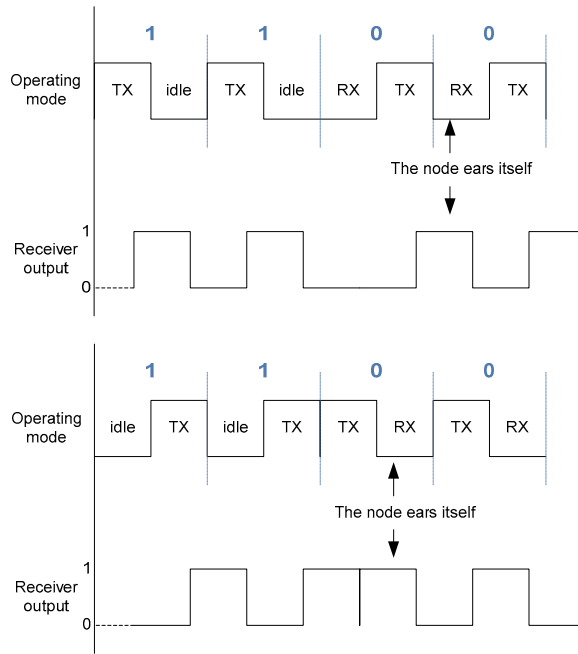 1 1 0 0
Operating mode
TX idle TX idle RX TX RX TX
The node ears itself
1
Receiver output
0
1 1 0 0
Operating mode
idle TX idle TX TX RX TX RX
The node ears itself
1
Receiver output
0